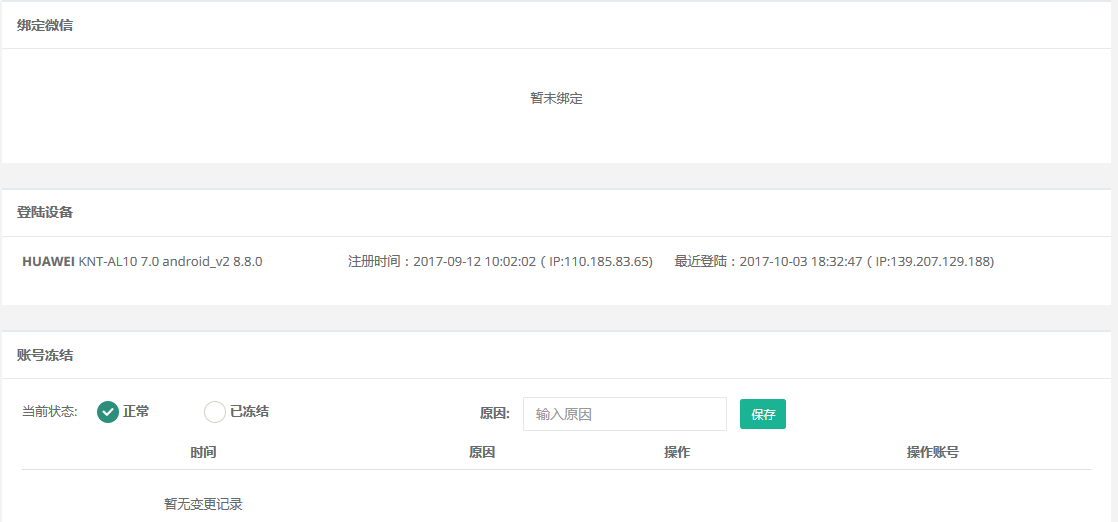 绑定微信
暂未绑定
登陆设备
HUAWEI KNT-AL10 7.0 android_v2 8.8.0 注册时间：2017-09-12 10:02:02 ( IP:110.185.83.65) 最近登陆：2017-10-03 18:32:47 ( IP:139.207.129.188)
账号冻结
当前状态: 正常 已冻结 原因: 输入原因 保存
时间 原因 操作 操作账号
暂无变更记录